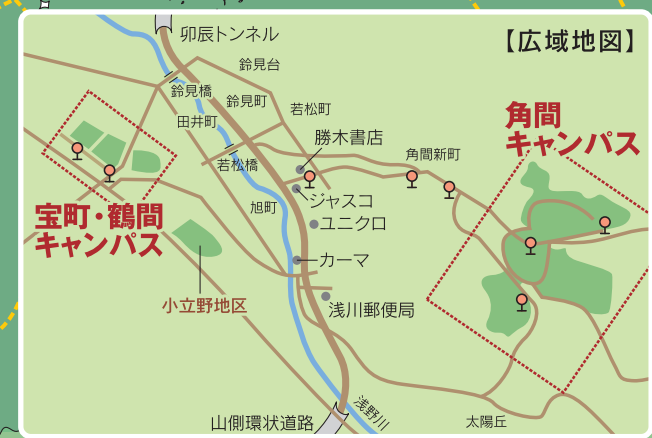 卯辰トンネル
【広域地図】
鈴見台
鈴見橋
鈴見町
若松町
田井町
勝木書店
角間
キャンパス
角間新町
若松橋
ジャスコ
旭町
宝町・鶴間
キャンパス
ユニクロ
カーマ
小立野地区
浅川郵便局
浅野川
山側環状道路
太陽丘